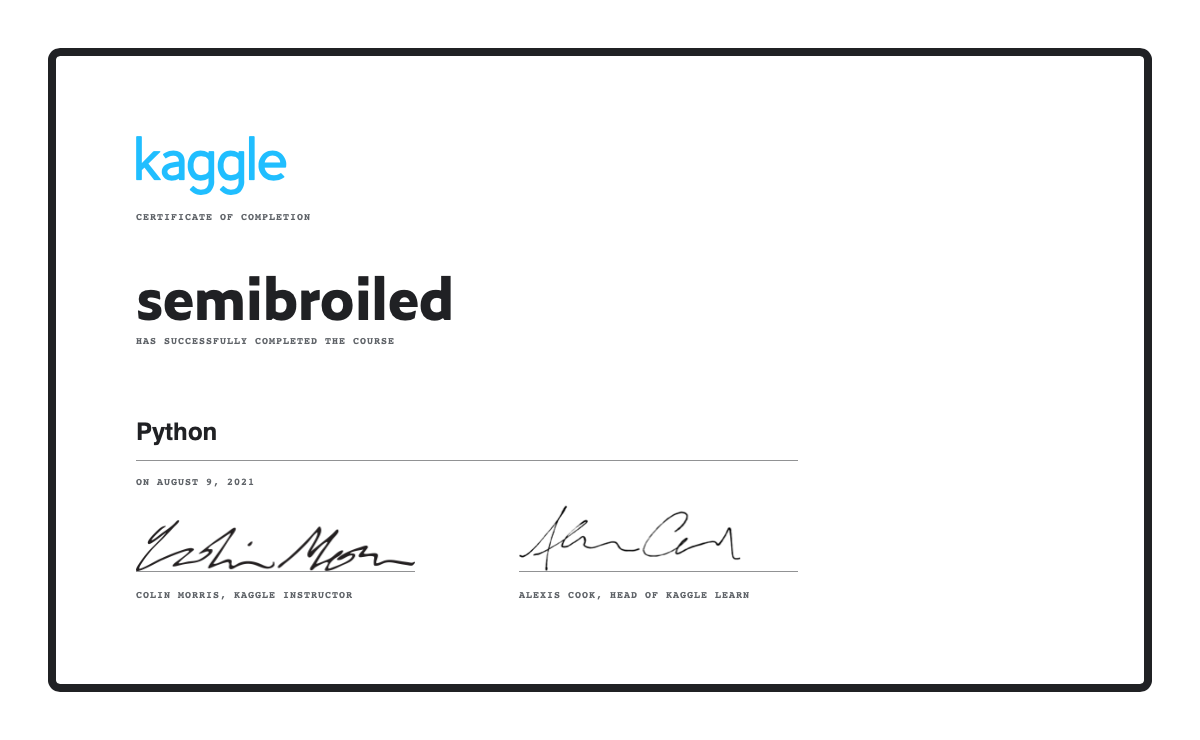 kaggle
CERTIFICATE OF COMPLETION
semibroiled
HAS SUCCESSFULLY COMPLETED THE COURSE
Python
ON AUGUST 9, 2021
Colin Morris
Alexis Cook
COLIN MORRIS, KAGGLE INSTRUCTOR
ALEXIS COOK, HEAD OF KAGGLE LEARN